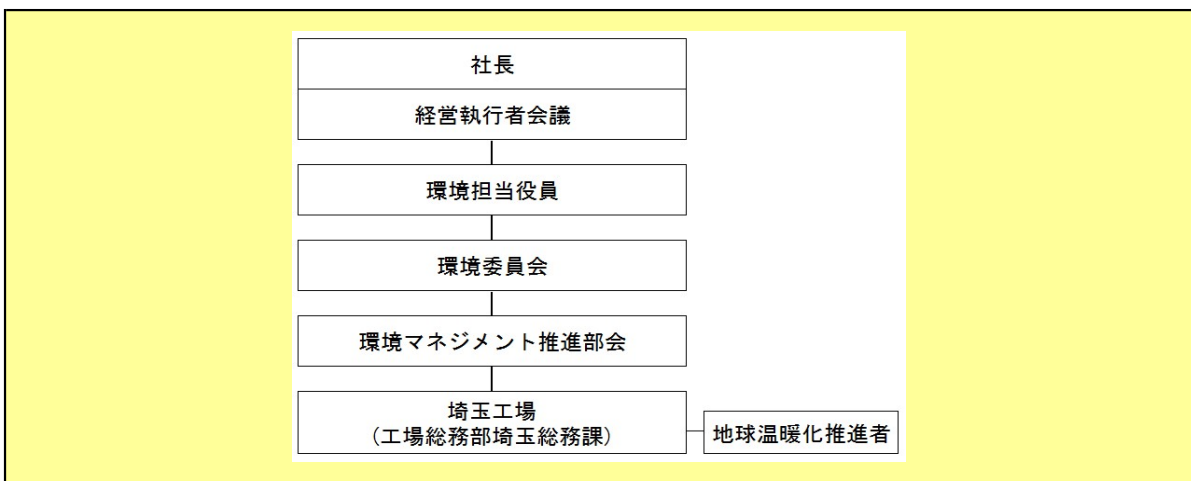 社長
経営執行者会議
環境担当役員
環境委員会
環境マネジメント推進部会
埼玉工場
(工場総務部埼玉総務課)
地球温暖化推進者